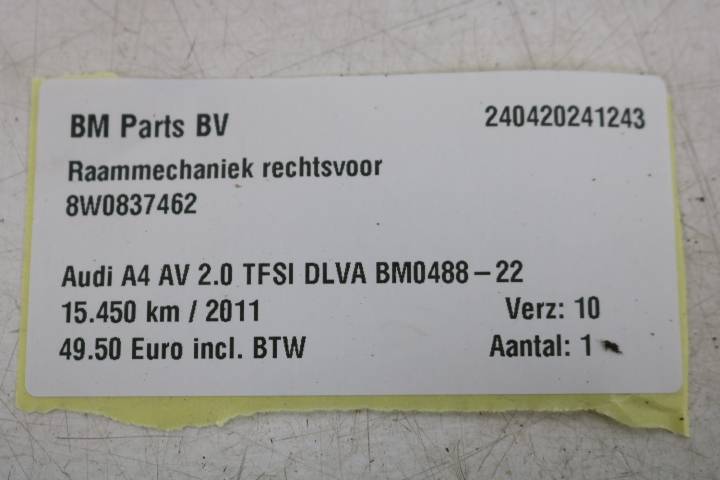 BM Parts BV 240420241243
Raammechaniek rechtsvoor
8W0837462
Audi A4 AV 2.0 TFSI DLVA BM0488-22
15.450 km / 2011 Verz: 10
49.50 Euro incl. BTW Aantal: 1